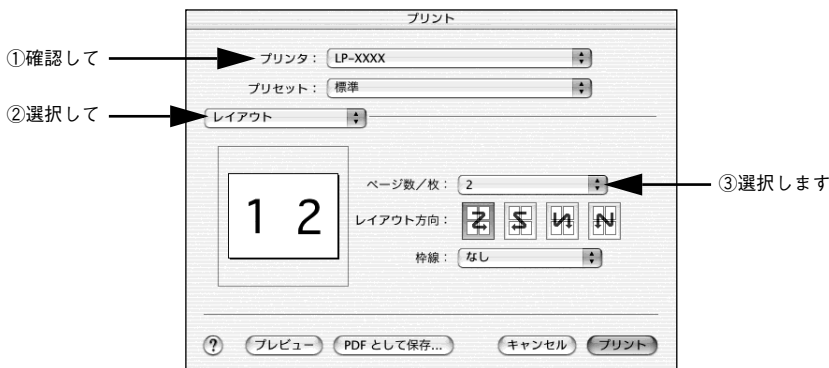 プリント
①確認して
プリンタ： LP-XXXX
プリセット： 標準
②選択して
レイアウト
ページ数／枚： 2
③選択します
1 2
レイアウト方向：
枠線： なし
? プレビュー PDF として保存... キャンセル プリント